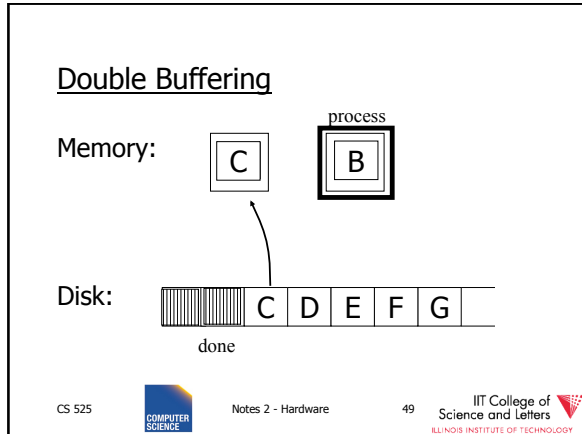 Double Buffering
process
Memory:
C B
Disk:
C D E F G
done
CS 525
COMPUTER
SCIENCE
Notes 2 - Hardware
49
IIT College of
Science and Letters
ILLINOIS INSTITUTE OF TECHNOLOGY